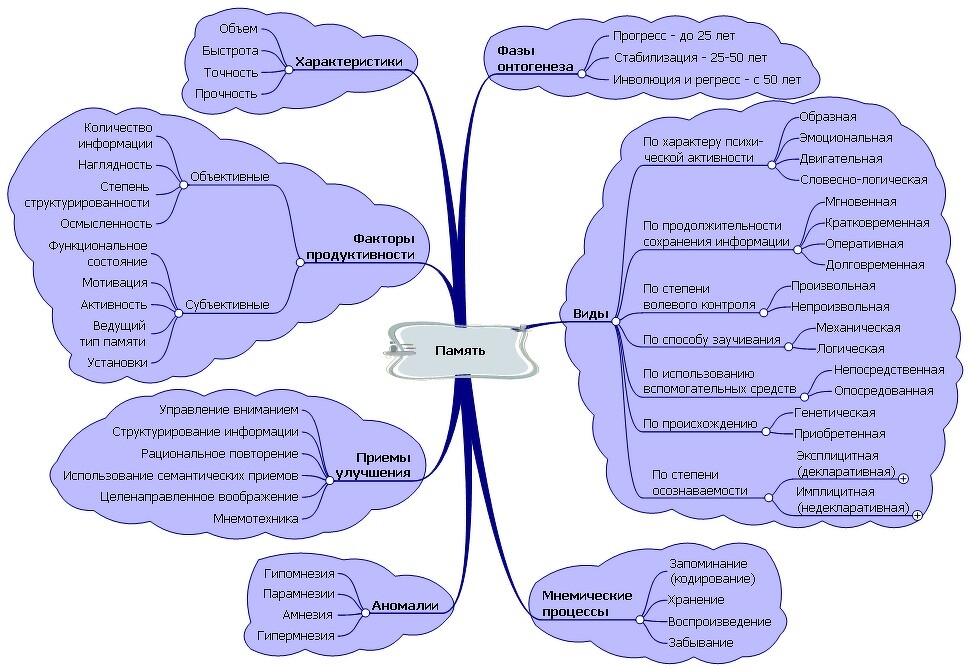 Память
Характеристики
Объем
Быстрота
Точность
Прочность
Фазы
онтогенеза
Прогресс - до 25 лет
Стабилизация - 25-50 лет
Инволюция и регресс - с 50 лет
Факторы
продуктивности
Объективные
Количество
информации
Наглядность
Степень
структурированности
Осмысленность
Субъективные
Функциональное
состояние
Мотивация
Активность
Ведущий
тип памяти
Установки
Виды
По характеру психи-
ческой активности
Образная
Эмоциональная
Двигательная
Словесно-логическая
По продолжительности
сохранения информации
Мгновенная
Кратковременная
Оперативная
Долговременная
По степени
волевого контроля
Произвольная
Непроизвольная
По способу заучивания
Механическая
Логическая
По использованию
вспомогательных средств
Непосредственная
Опосредованная
По происхождению
Генетическая
Приобретенная
По степени
осознаваемости
Эксплицитная
(декларативная)
Имплицитная
(недекларативная)
Приемы
улучшения
Управление вниманием
Структурирование информации
Рациональное повторение
Использование семантических приемов
Целенаправленное воображение
Мнемотехника
Аномалии
Гипомнезия
Парамнезии
Амнезия
Гипермнезия
Мнемические
процессы
Запоминание
(кодирование)
Хранение
Воспроизведение
Забывание